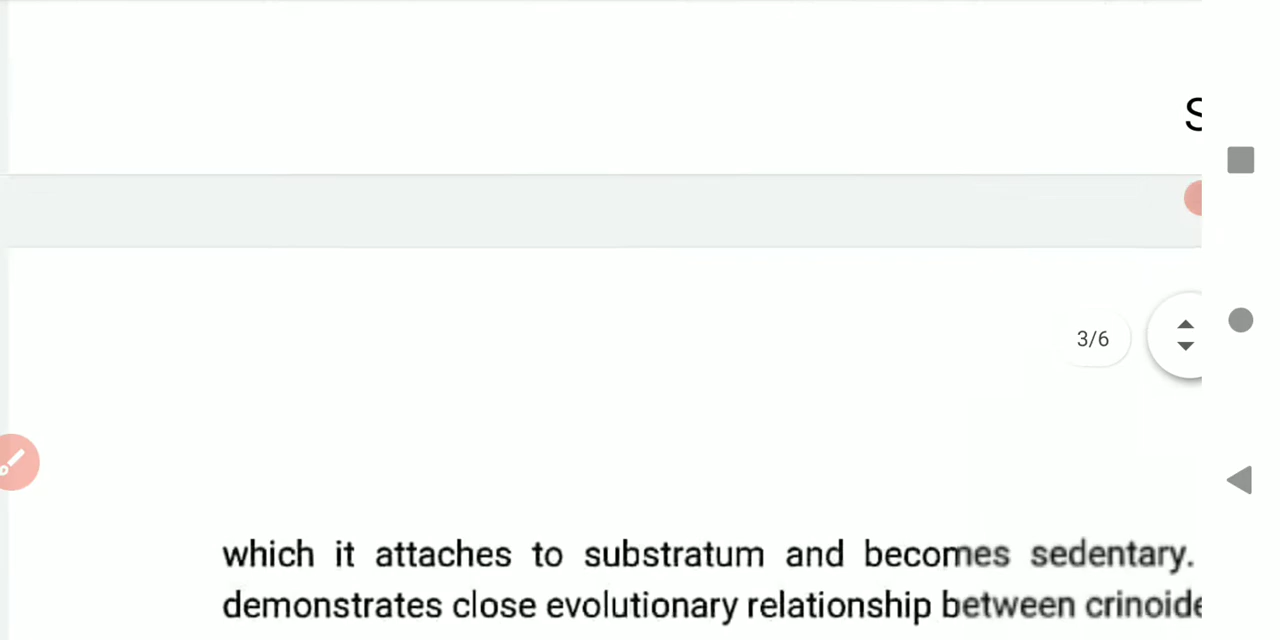 S
3/6
which it attaches to substratum and becomes sedentary.
demonstrates close evolutionary relationship between